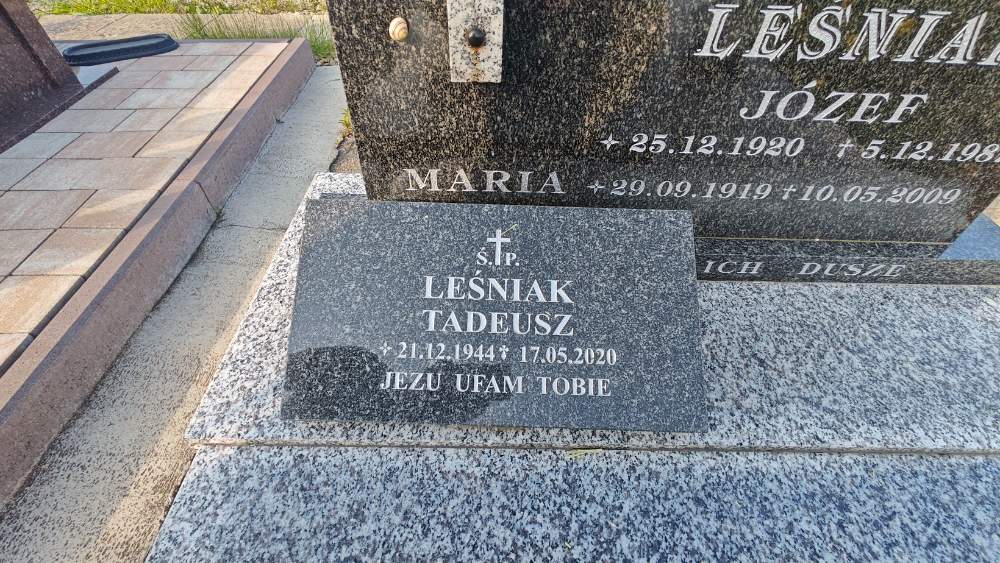 LEŚNIAK
JÓZEF
25.12.1920 † 5.12.198
MARIA 29.09.1919 † 10.05.2009
ICH DUSZE
Ś.P.
LEŚNIAK
TADEUSZ
21.12.1944 † 17.05.2020
JEZU UFAM TOBIE